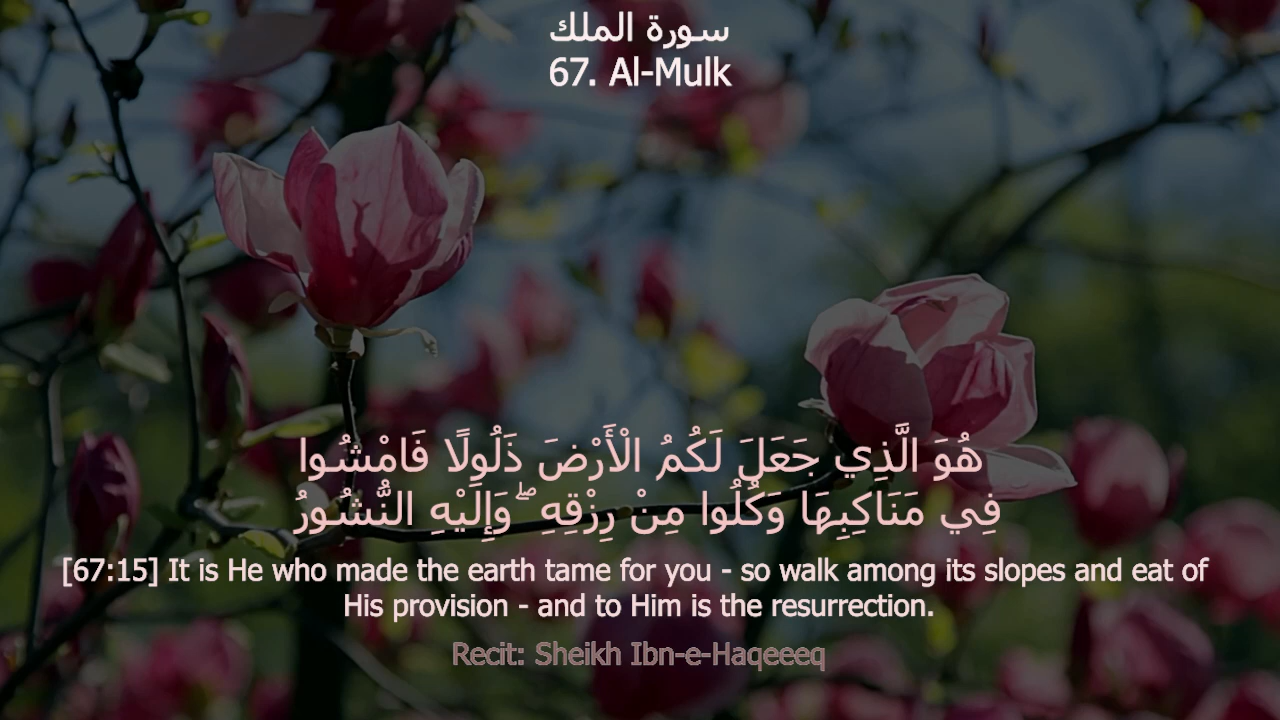 سورة الملك
67. Al-Mulk
هُوَ الَّذِي جَعَلَ لَكُمُ الْأَرْضَ ذَلُولًا فَامْشُوا
فِي مَنَاكِبِهَا وَكُلُوا مِنْ رِزْقِهِ ۖ وَإِلَيْهِ النُّشُورُ
[67:15] It is He who made the earth tame for you - so walk among its slopes and eat of
His provision - and to Him is the resurrection.
Recit: Sheikh Ibn-e-Haqeeeq